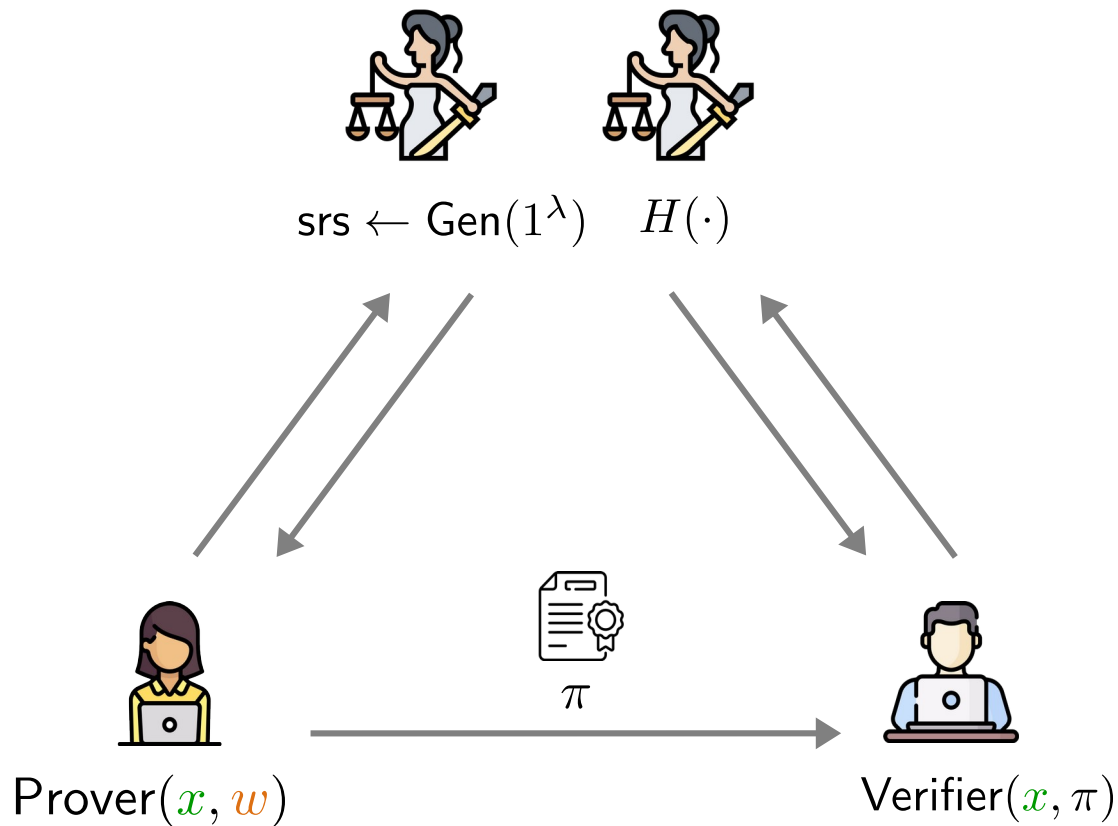 srs ← Gen(1^λ) H(·)
π
Prover(x, w) Verifier(x, π)